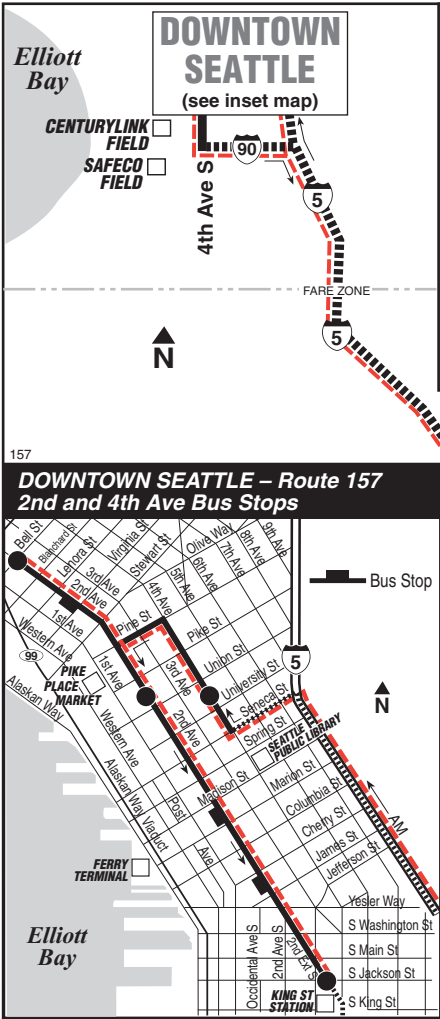 DOWNTOWN
SEATTLE
(see inset map)
Elliott
Bay
CENTURYLINK
FIELD
SAFECO
FIELD
90
4th Ave S
5
FARE ZONE
5
N
157
DOWNTOWN SEATTLE – Route 157
2nd and 4th Ave Bus Stops
Bell St
Blanchard St
Lenora St
Virginia St
Stewart St
Olive Way
9th Ave
8th Ave
7th Ave
6th Ave
5th Ave
4th Ave
3rd Ave
2nd Ave
1st Ave
Western Ave
Bus Stop
Pine St
Pike St
Union St
University St
Seneca St
Spring St
5
N
99
PIKE
PLACE
MARKET
1st Ave
3rd Ave
2nd Ave
Alaskan Way
Western Ave
Alaskan Way Viaduct
Post
Ave
SEATTLE
PUBLIC LIBRARY
Madison St
Marion St
Columbia St
Cherry St
James St
Jefferson St
AM
FERRY
TERMINAL
Yesler Way
S Washington St
S Main St
S Jackson St
S King St
Elliott
Bay
Occidental Ave S
2nd Ave S
2nd Ext S
KING ST
STATION